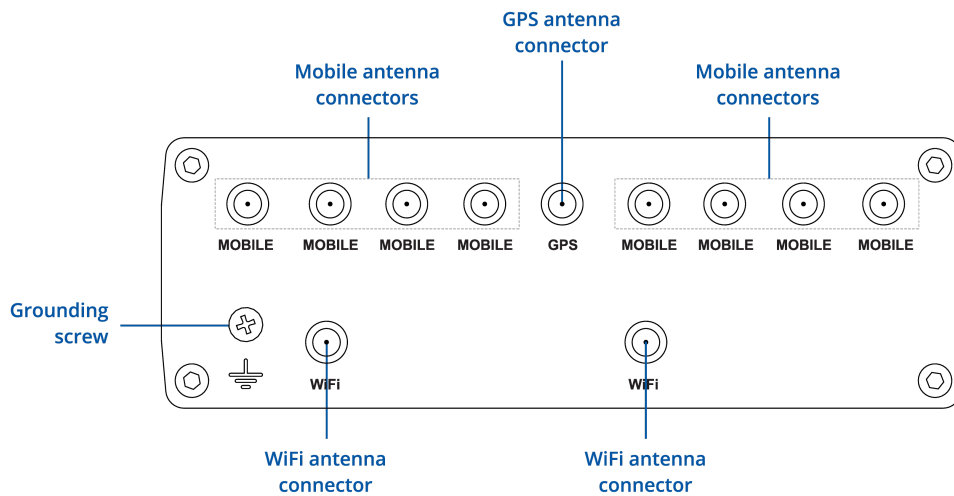 GPS antenna
connector
Mobile antenna
connectors
Mobile antenna
connectors
MOBILE MOBILE MOBILE MOBILE GPS MOBILE MOBILE MOBILE MOBILE
Grounding
screw
WiFi WiFi
WiFi antenna
connector
WiFi antenna
connector